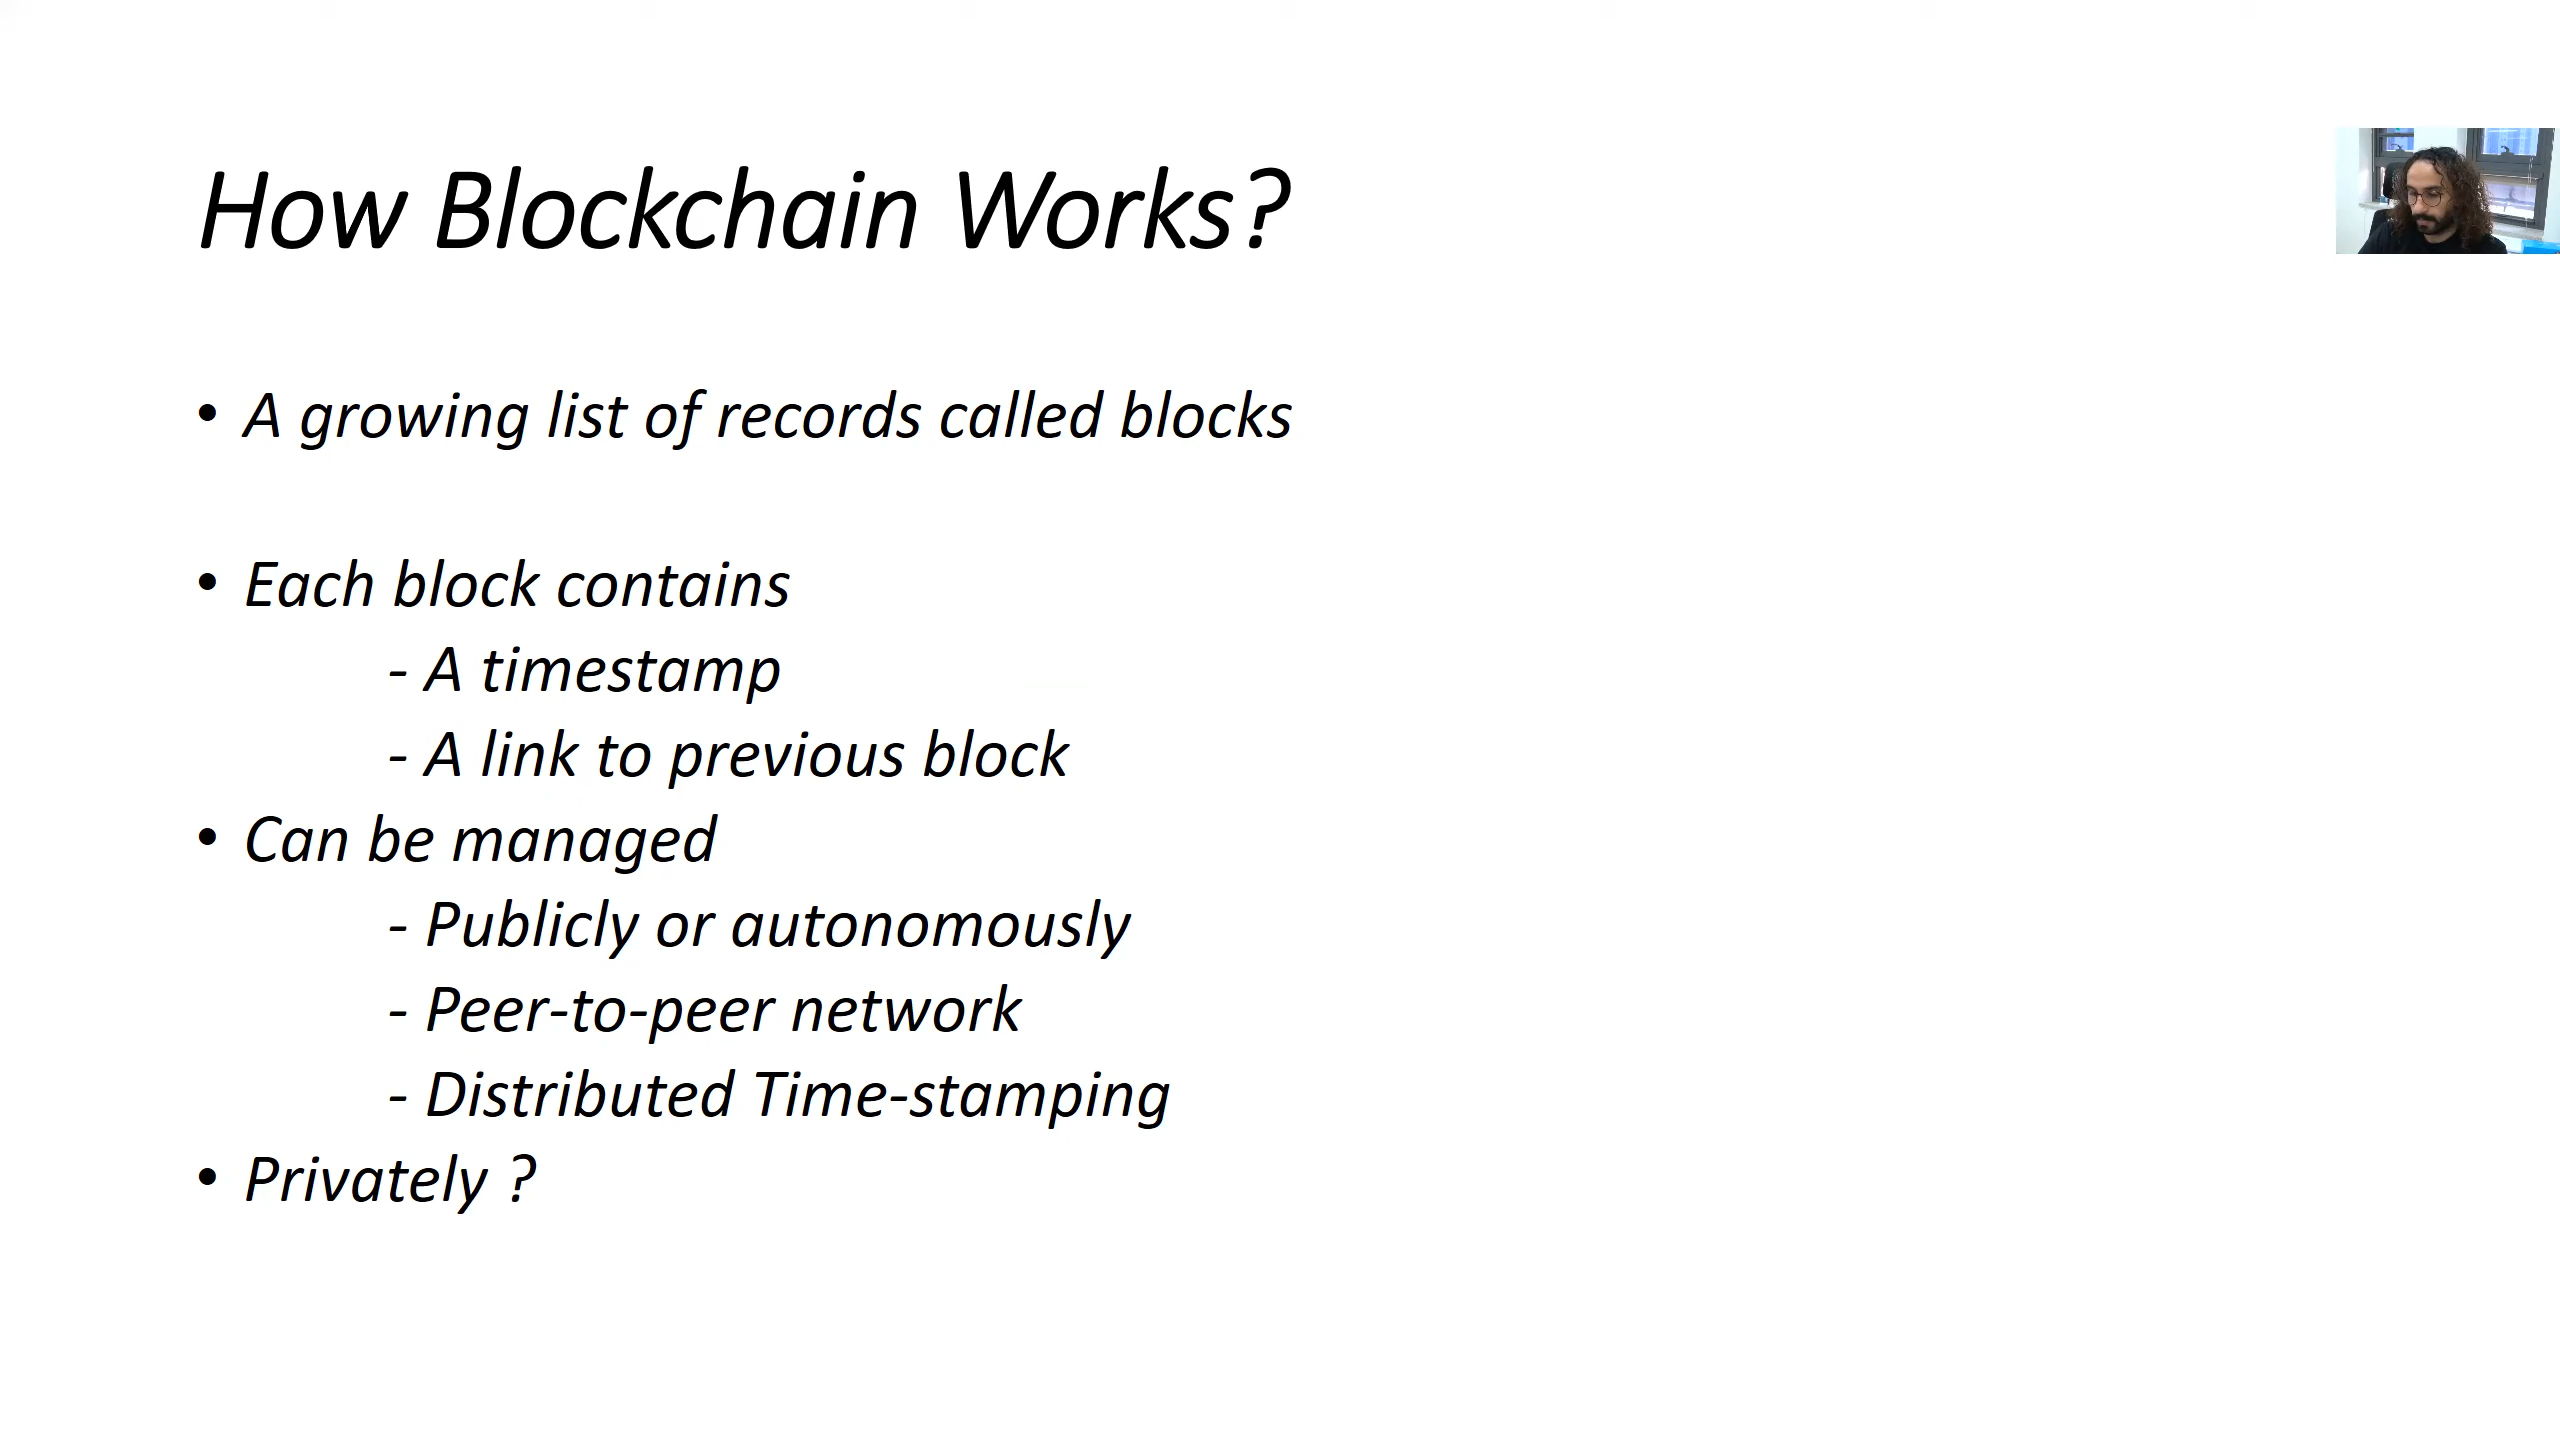 How Blockchain Works?
• A growing list of records called blocks
• Each block contains
- A timestamp
- A link to previous block
• Can be managed
- Publicly or autonomously
- Peer-to-peer network
- Distributed Time-stamping
• Privately ?